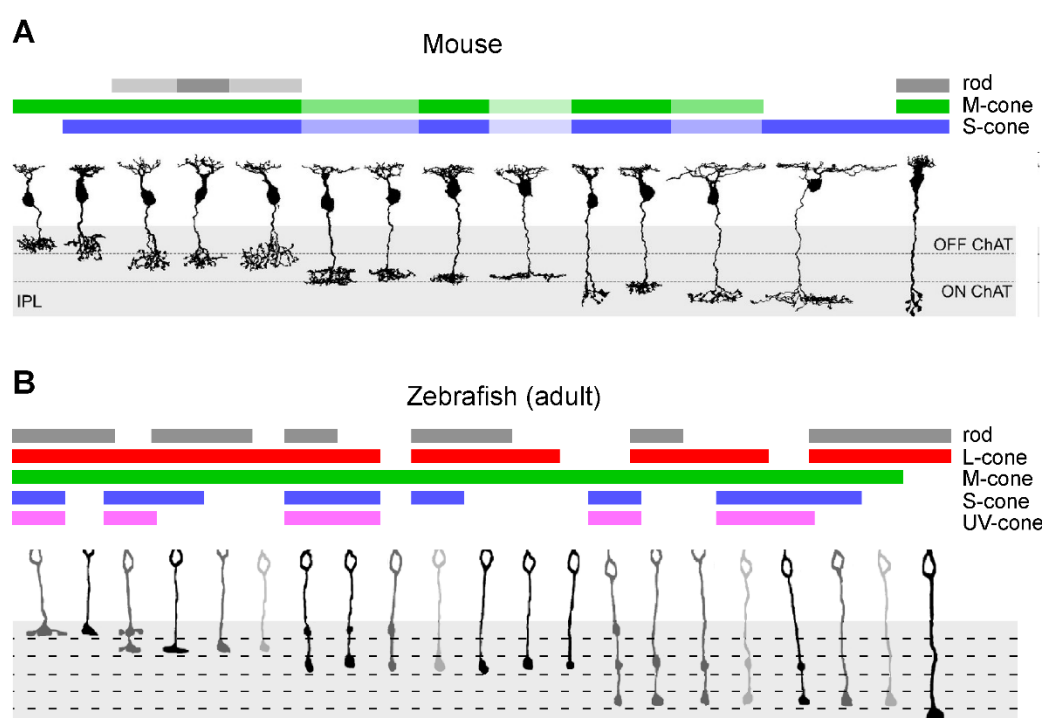 A
Mouse
rod
M-cone
S-cone
OFF ChAT
ON ChAT
IPL
B
Zebrafish (adult)
rod
L-cone
M-cone
S-cone
UV-cone